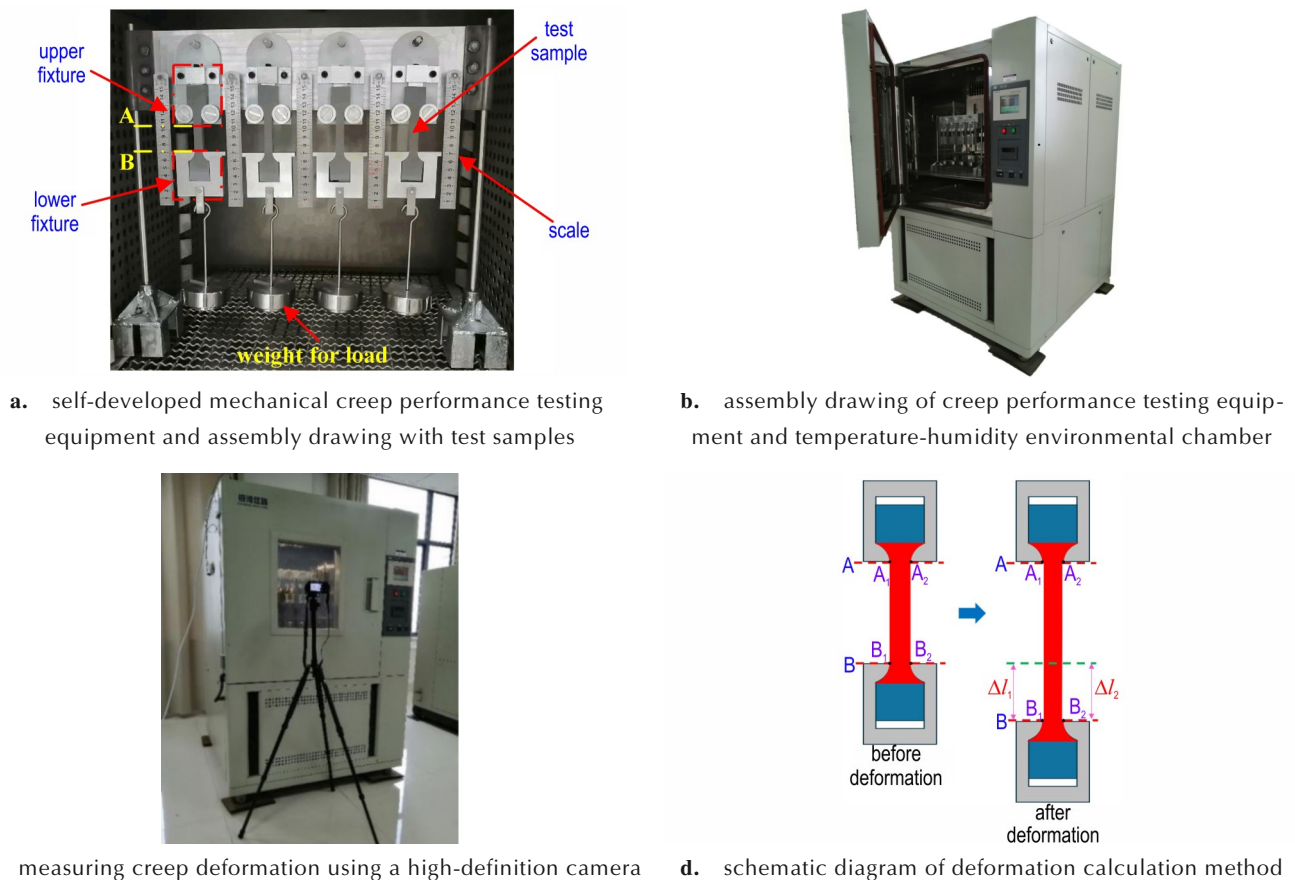 upper
fixture
test
sample
A
B
lower
fixture
scale
weight for load
a. self-developed mechanical creep performance testing
equipment and assembly drawing with test samples
b. assembly drawing of creep performance testing equip-
ment and temperature-humidity environmental chamber
A
A₁ A₂
B
B₁ B₂
before
deformation
A
A₁ A₂
Δl₁ Δl₂
B
B₁ B₂
after
deformation
measuring creep deformation using a high-definition camera
d. schematic diagram of deformation calculation method